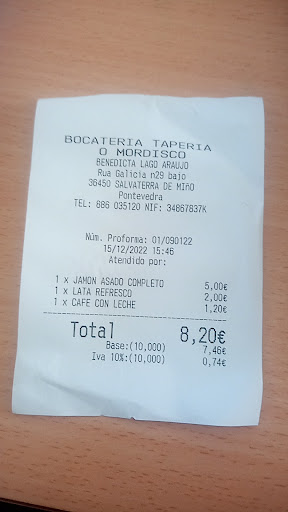 BOCATERIA TAPERIA
O MORDISCO
BENEDICTA LAGO ARAUJO
Rua Galicia n29 bajo
36450 SALVATERRA DE MIÑO
Pontevedra
TEL: 886 035120 NIF: 34867837K
Núm. Proforma: 01/090122
15/12/2022 15:46
Atendido por:
1 x JAMON ASADO COMPLETO 5,00€
1 x LATA REFRESCO 2,00€
1 x CAFE CON LECHE 1,20€
Total 8,20€
Base:(10,000) 7,46€
Iva 10%:(10,000) 0,74€